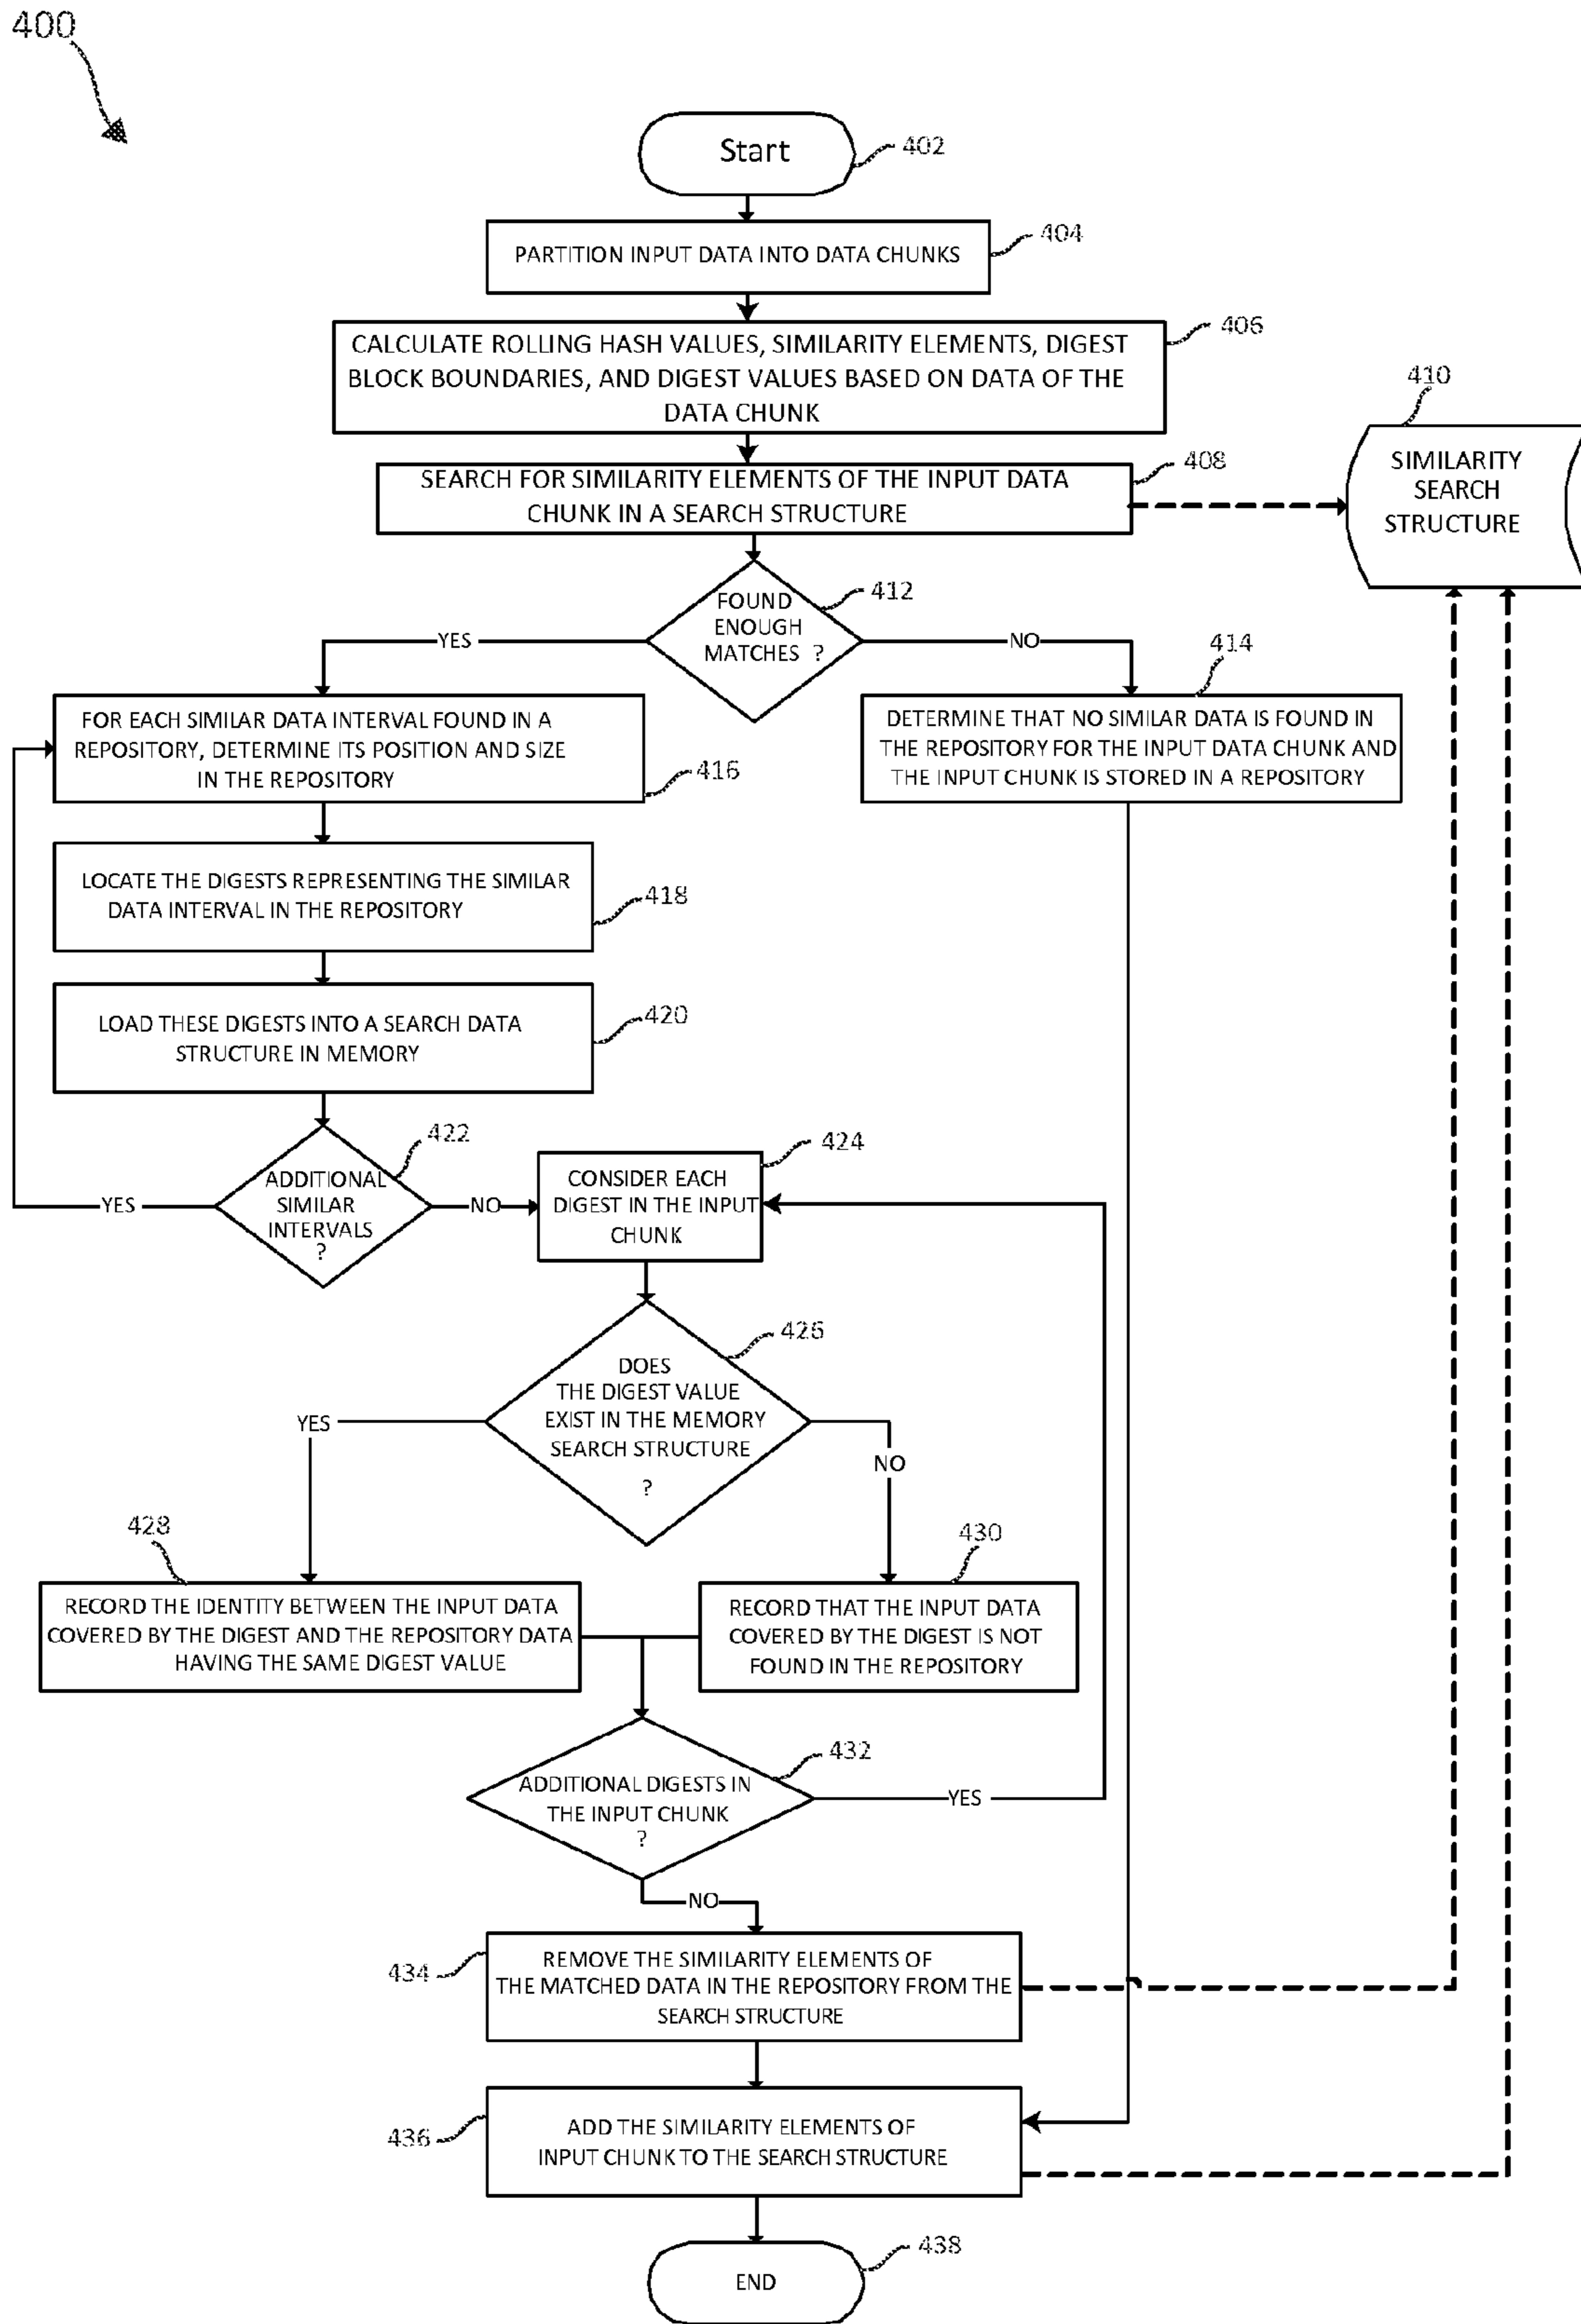 400
Start
402
PARTITION INPUT DATA INTO DATA CHUNKS
404
CALCULATE ROLLING HASH VALUES, SIMILARITY ELEMENTS, DIGEST
BLOCK BOUNDARIES, AND DIGEST VALUES BASED ON DATA OF THE
DATA CHUNK
406
SEARCH FOR SIMILARITY ELEMENTS OF THE INPUT DATA
CHUNK IN A SEARCH STRUCTURE
408
410
SIMILARITY
SEARCH
STRUCTURE
FOUND
ENOUGH
MATCHES ?
412
YES
NO
414
FOR EACH SIMILAR DATA INTERVAL FOUND IN A
REPOSITORY, DETERMINE ITS POSITION AND SIZE
IN THE REPOSITORY
416
DETERMINE THAT NO SIMILAR DATA IS FOUND IN
THE REPOSITORY FOR THE INPUT DATA CHUNK AND
THE INPUT CHUNK IS STORED IN A REPOSITORY
LOCATE THE DIGESTS REPRESENTING THE SIMILAR
DATA INTERVAL IN THE REPOSITORY
418
LOAD THESE DIGESTS INTO A SEARCH DATA
STRUCTURE IN MEMORY
420
ADDITIONAL
SIMILAR
INTERVALS
?
422
YES
NO
CONSIDER EACH
DIGEST IN THE INPUT
CHUNK
424
DOES
THE DIGEST VALUE
EXIST IN THE MEMORY
SEARCH STRUCTURE
?
426
YES
NO
428
RECORD THE IDENTITY BETWEEN THE INPUT DATA
COVERED BY THE DIGEST AND THE REPOSITORY DATA
HAVING THE SAME DIGEST VALUE
430
RECORD THAT THE INPUT DATA
COVERED BY THE DIGEST IS NOT
FOUND IN THE REPOSITORY
ADDITIONAL DIGESTS IN
THE INPUT CHUNK
?
432
YES
NO
REMOVE THE SIMILARITY ELEMENTS OF
THE MATCHED DATA IN THE REPOSITORY FROM THE
SEARCH STRUCTURE
434
ADD THE SIMILARITY ELEMENTS OF
INPUT CHUNK TO THE SEARCH STRUCTURE
436
END
438